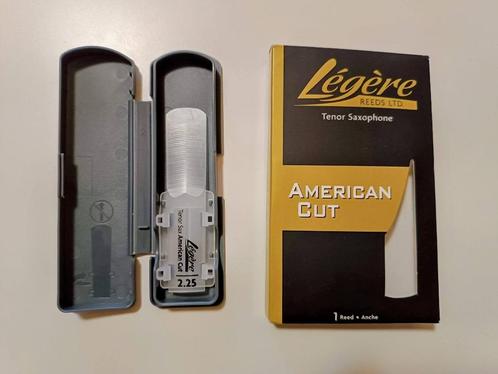 Légère
Tenor Sax American Cut
2.25
Légère
REEDS LTD.
Tenor Saxophone
AMERICAN
CUT
1 Reed • Anche